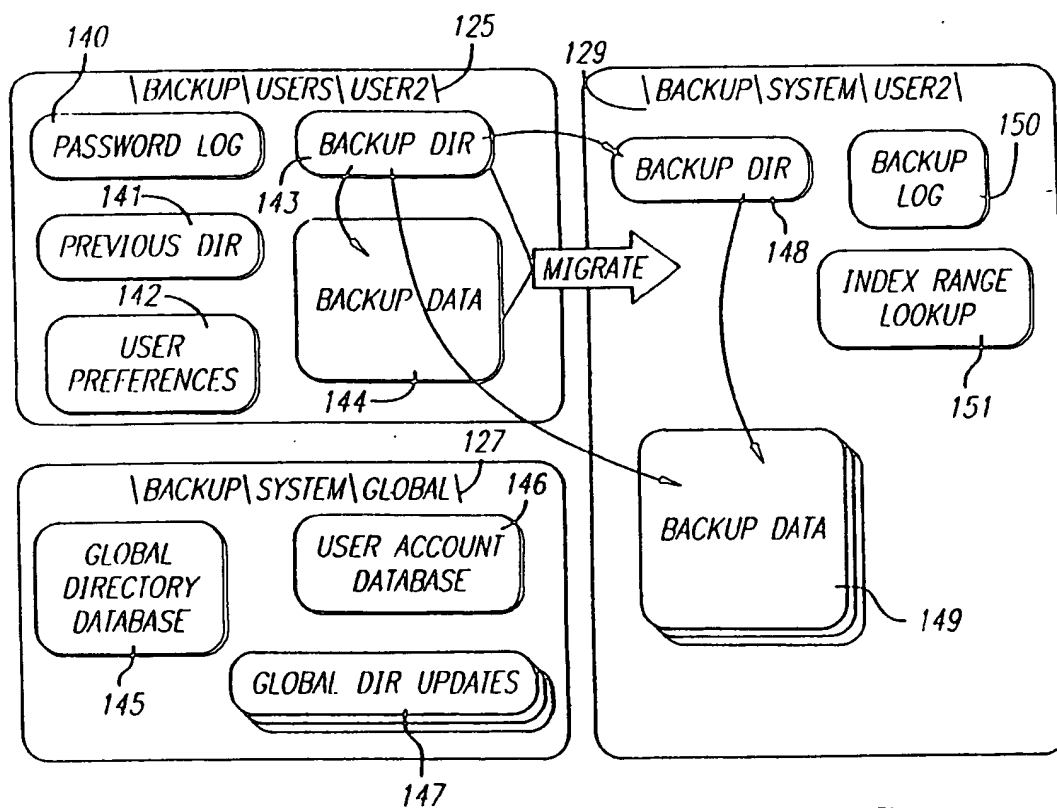 140
125
\BACKUP\USERS\USER2\
PASSWORD LOG
BACKUP DIR
143
141
PREVIOUS DIR
142
USER
PREFERENCES
BACKUP DATA
144
MIGRATE
129
\BACKUP\SYSTEM\USER2\
BACKUP DIR
148
BACKUP
LOG
150
INDEX RANGE
LOOKUP
151
BACKUP DATA
149
127
\BACKUP\SYSTEM\GLOBAL\
146
GLOBAL
DIRECTORY
DATABASE
145
USER ACCOUNT
DATABASE
GLOBAL DIR UPDATES
147